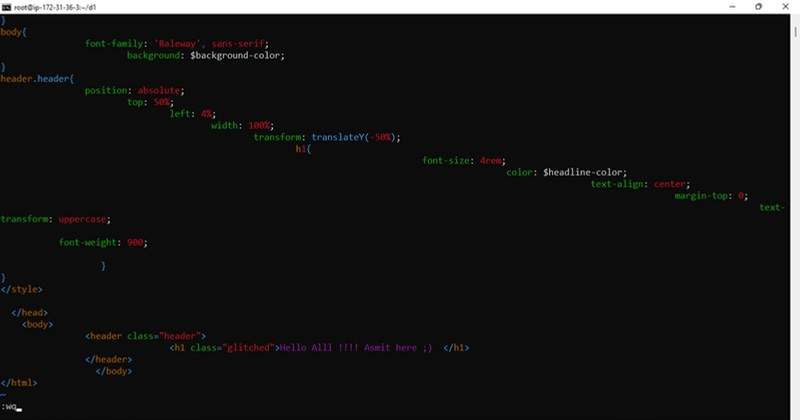 root@ip-172-31-36-3:~/d1
}
body{
font-family: 'Raleway', sans-serif;
background: $background-color;
}
header.header{
position: absolute;
top: 50%;
left: 4%;
width: 100%;
transform: translateY(-50%);
h1{
font-size: 4rem;
color: $headline-color;
text-align: center;
margin-top: 0;
text-
transform: uppercase;
font-weight: 900;
}
}
</style>
</head>
<body>
<header class="header">
<h1 class="glitched">Hello Alll !!!! Asmit here ;) </h1>
</header>
</body>
</html>
~
:wq